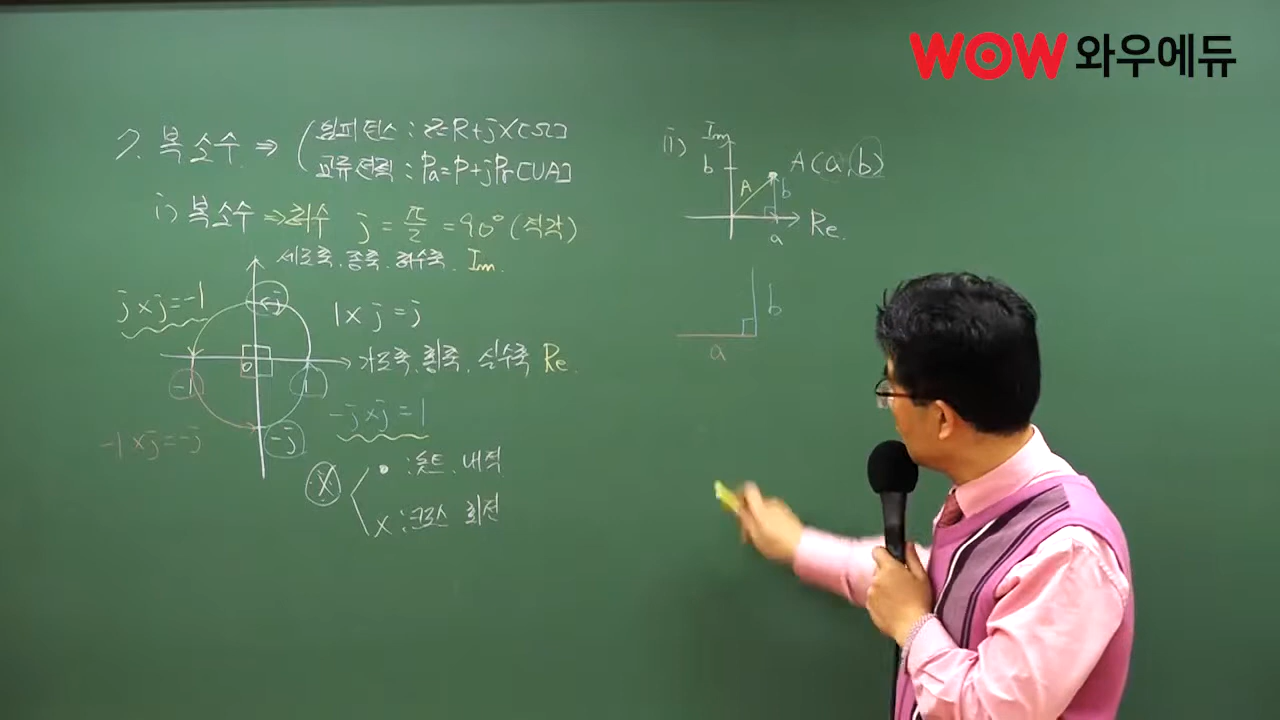 WOW 와우에듀
7. 복소수 ⇒ 임피던스 : Z=R+jX[Ω]
교류전력 : Pa=P+jPr[VA]
i) 복소수 ⇒ 허수 j = π/2 = 90° (직각)
세로축. 종축. 허수축. Im.
j × j = -1
j
1 × j = j
가로축. 횡축. 실수축 Re.
-1
0
1
-j × j = 1
-1 × j = -j
-j
X
• : 도트. 내적
× : 크로스 회전
ii) Im
b
A(a, b)
A
b
a
Re.
b
a